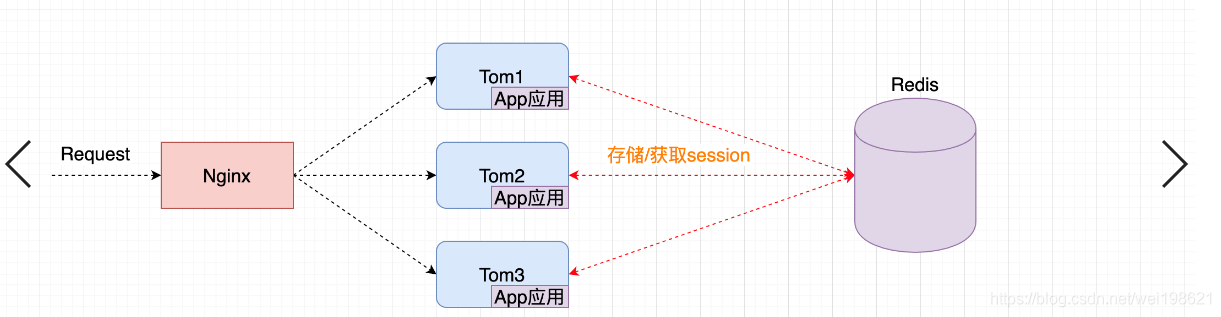 Request
Nginx
Tom1
App应用
Tom2
App应用
Tom3
App应用
存储/获取session
Redis
https://blog.csdn.net/wei198621